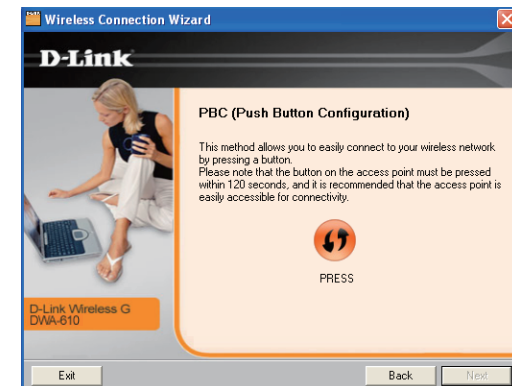 Wireless Connection Wizard
D-Link
PBC (Push Button Configuration)
This method allows you to easily connect to your wireless network
by pressing a button.
Please note that the button on the access point must be pressed
within 120 seconds, and it is recommended that the access point is
easily accessible for connectivity.
PRESS
D-Link Wireless G
DWA-610
Exit
Back
Next